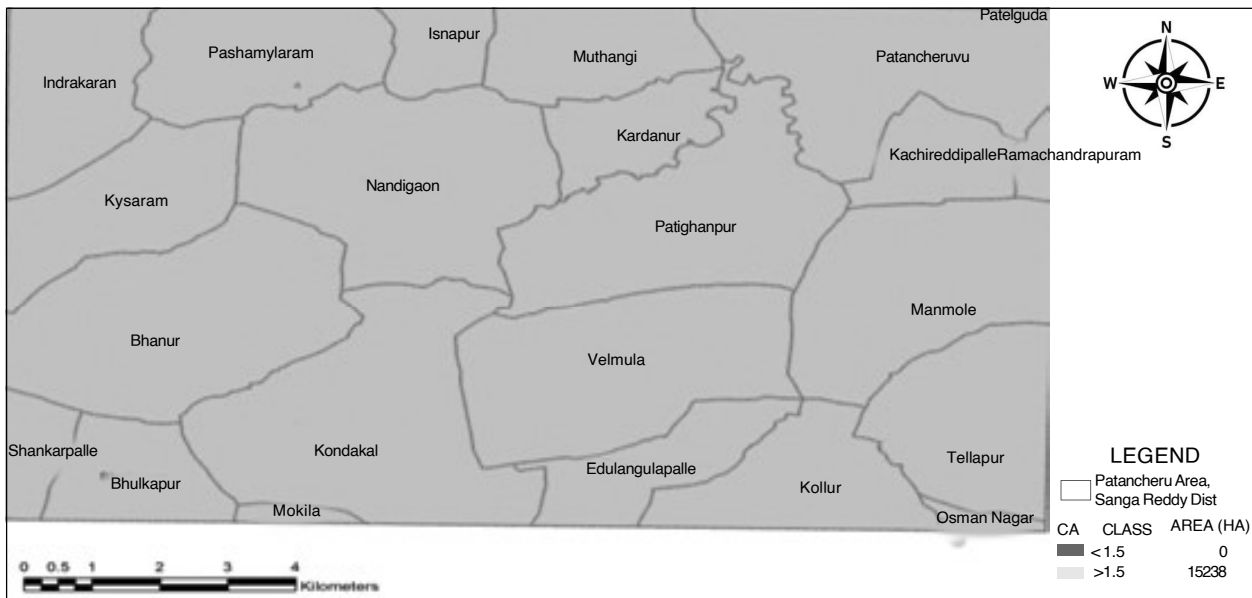 Patelguda
Isnapur
Pashamylaram
Muthangi
Patancheruvu
Indrakaran
N
W E
S
Kardanur
KachireddipalleRamachandrapuram
Nandigaon
Kysaram
Patighanpur
Manmole
Bhanur
Velmula
Shankarpalle
Kondakal
Tellapur
Edulangulapalle
Bhulkapur
Kollur
Mokila
Osman Nagar
LEGEND
Patancheru Area,
Sanga Reddy Dist
CA CLASS AREA (HA)
<1.5 0
>1.5 15238
0 0.5 1 2 3 4
Kilometers